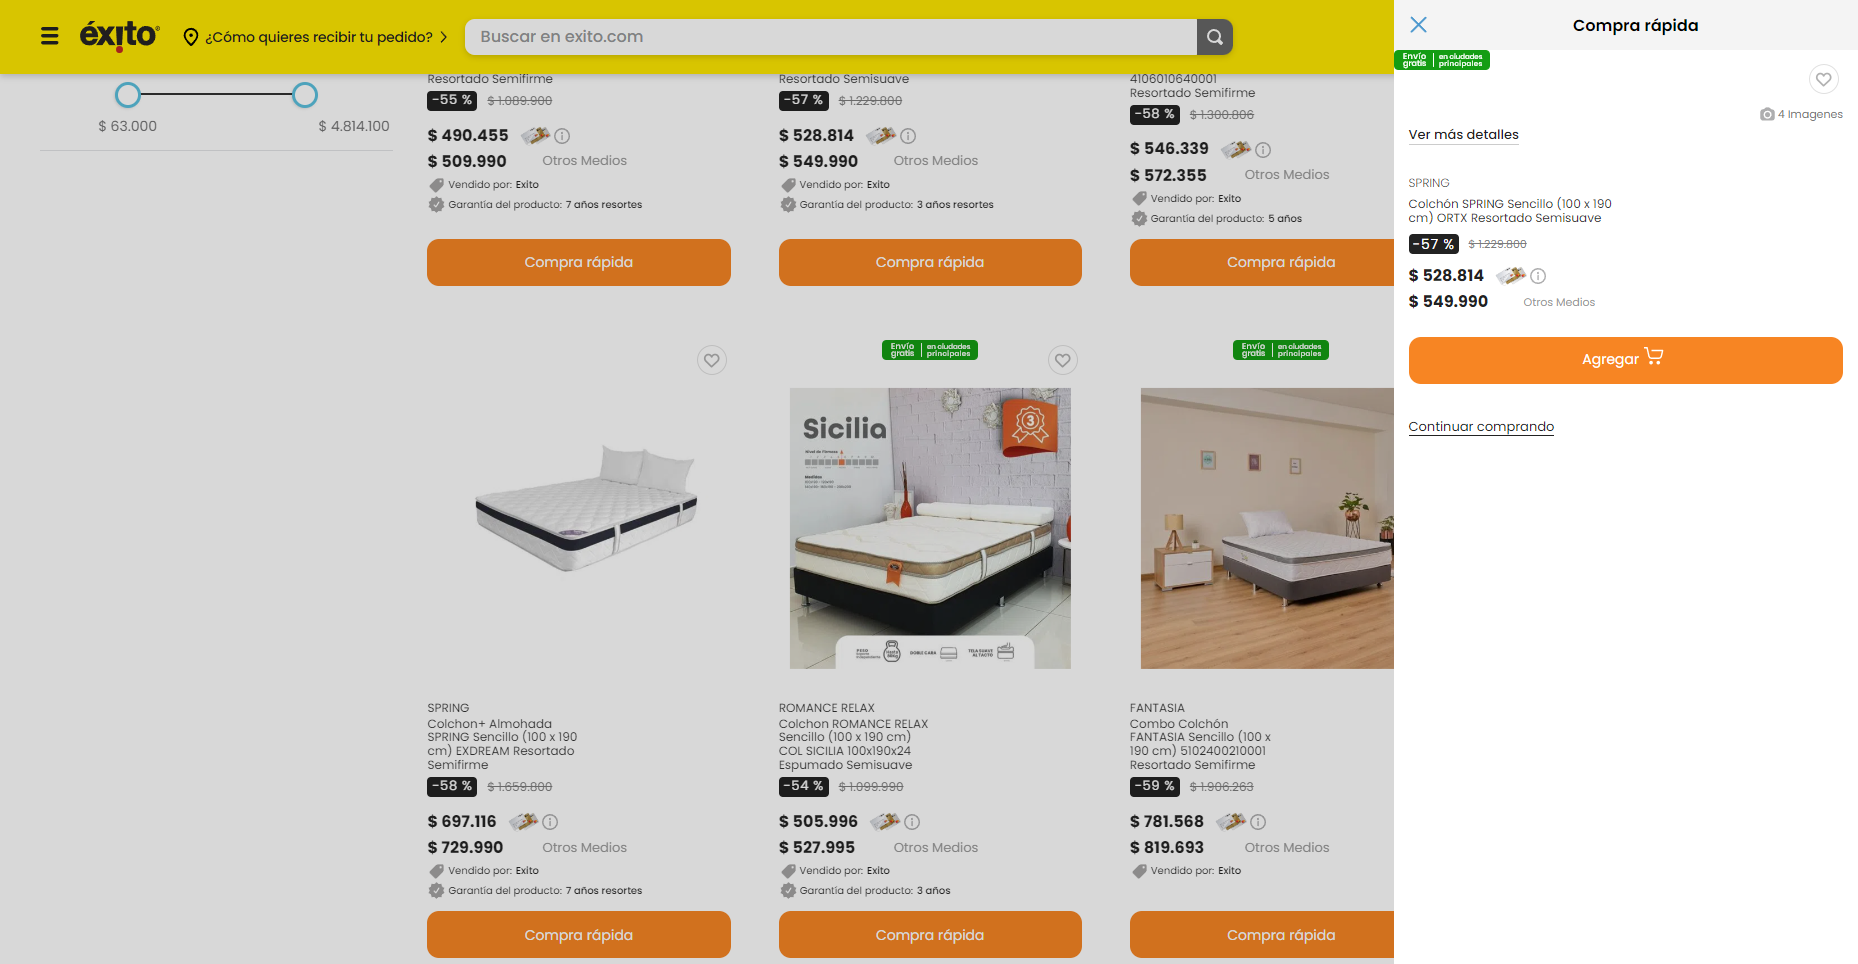 éxito
¿Cómo quieres recibir tu pedido?
Buscar en exito.com
$ 63.000
$ 4.814.100
Resortado Semifirme
-55 % $ 1.089.900
$ 490.455
$ 509.990 Otros Medios
Vendido por: Exito
Garantía del producto: 7 años resortes
Compra rápida
Resortado Semisuave
-57 % $ 1.229.800
$ 528.814
$ 549.990 Otros Medios
Vendido por: Exito
Garantía del producto: 3 años resortes
Compra rápida
4106010640001
Resortado Semifirme
-58 % $ 1.300.806
$ 546.339
$ 572.355 Otros Medios
Vendido por: Exito
Garantía del producto: 5 años
Compra rápida
SPRING
Colchon+ Almohada
SPRING Sencillo (100 x 190
cm) EXDREAM Resortado
Semifirme
-58 % $ 1.659.800
$ 697.116
$ 729.990 Otros Medios
Vendido por: Exito
Garantía del producto: 7 años resortes
Compra rápida
Envío gratis en ciudades principales
Sicilia
3
Nivel de Firmeza
Medidas
DOBLE CARA
TELA SUAVE
AL TACTO
ROMANCE RELAX
Colchon ROMANCE RELAX
Sencillo (100 x 190 cm)
COL SICILIA 100x190x24
Espumado Semisuave
-54 % $ 1.099.990
$ 505.996
$ 527.995 Otros Medios
Vendido por: Exito
Garantía del producto: 3 años
Compra rápida
Envío gratis en ciudades principales
FANTASIA
Combo Colchón
FANTASIA Sencillo (100 x
190 cm) 5102400210001
Resortado Semifirme
-59 % $ 1.906.263
$ 781.568
$ 819.693 Otros Medios
Vendido por: Exito
Compra rápida
Compra rápida
Envío gratis en ciudades principales
4 Imagenes
Ver más detalles
SPRING
Colchón SPRING Sencillo (100 x 190
cm) ORTX Resortado Semisuave
-57 % $ 1.229.800
$ 528.814
$ 549.990 Otros Medios
Agregar
Continuar comprando